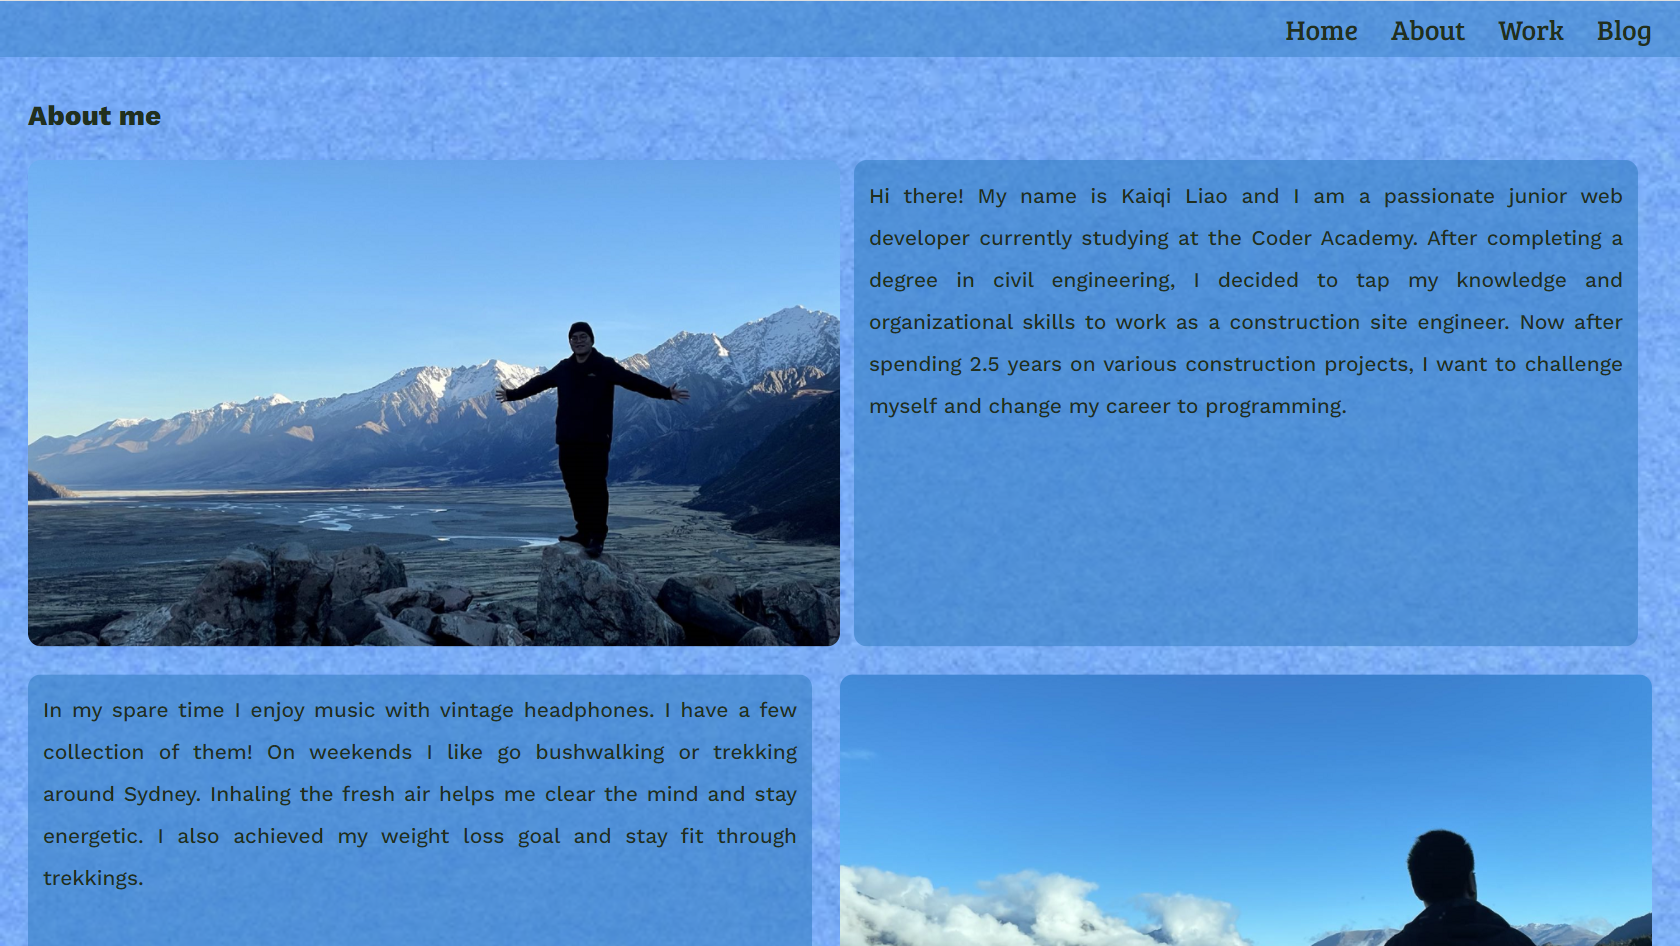 Home About Work Blog
About me
Hi there! My name is Kaiqi Liao and I am a passionate junior web
developer currently studying at the Coder Academy. After completing a
degree in civil engineering, I decided to tap my knowledge and
organizational skills to work as a construction site engineer. Now after
spending 2.5 years on various construction projects, I want to challenge
myself and change my career to programming.
In my spare time I enjoy music with vintage headphones. I have a few
collection of them! On weekends I like go bushwalking or trekking
around Sydney. Inhaling the fresh air helps me clear the mind and stay
energetic. I also achieved my weight loss goal and stay fit through
trekkings.